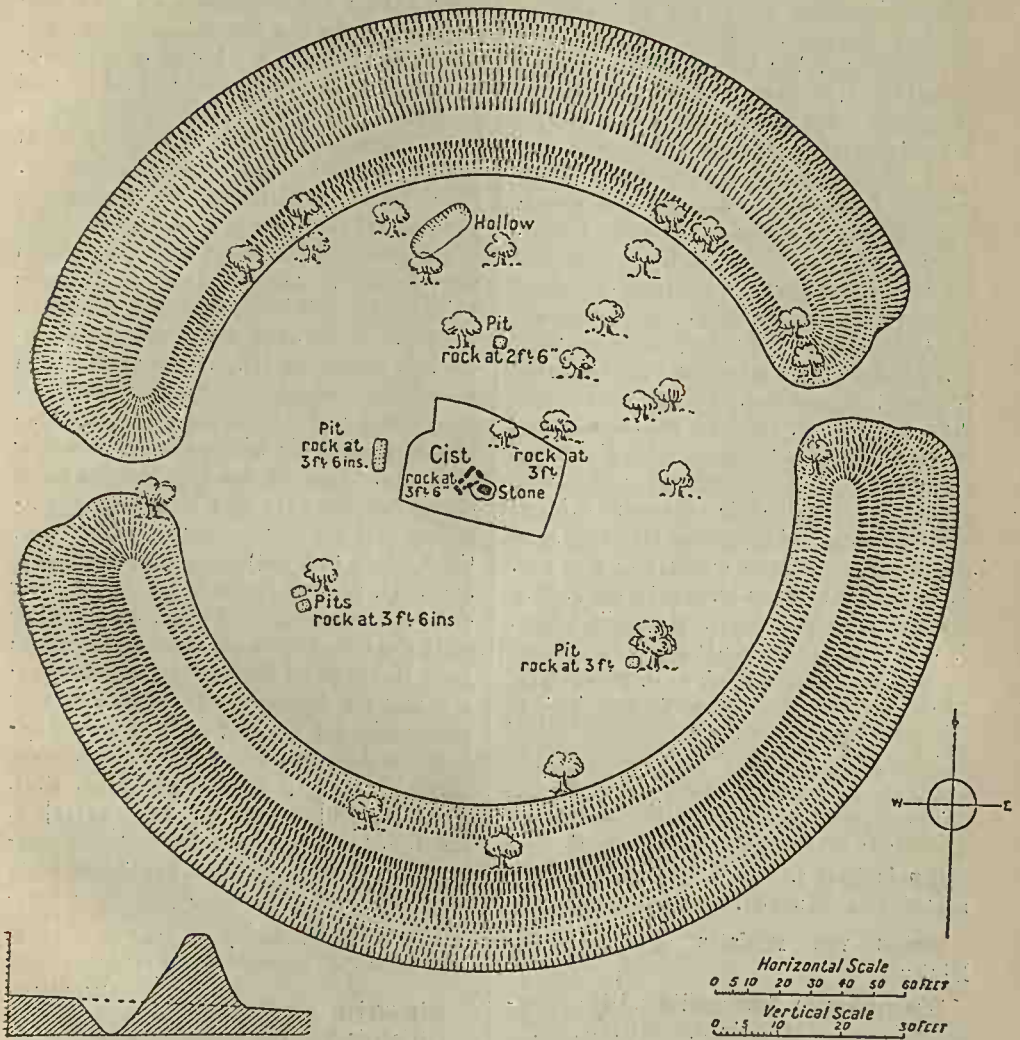 Hollow
Pit
rock at 2ft 6"
Pit
rock at
3ft 6ins.
Cist
rock at
3ft 6"
rock at
3ft
Stone
Pits
rock at 3ft 6ins
Pit
rock at 3ft
W E
Horizontal Scale
0 5 10 20 30 40 50 60 FEET
Vertical Scale
0 5 10 20 30 FEET